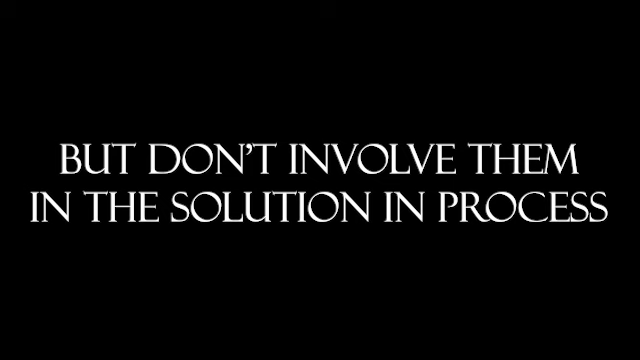 BUT DON'T INVOLVE THEM
IN THE SOLUTION IN PROCESS